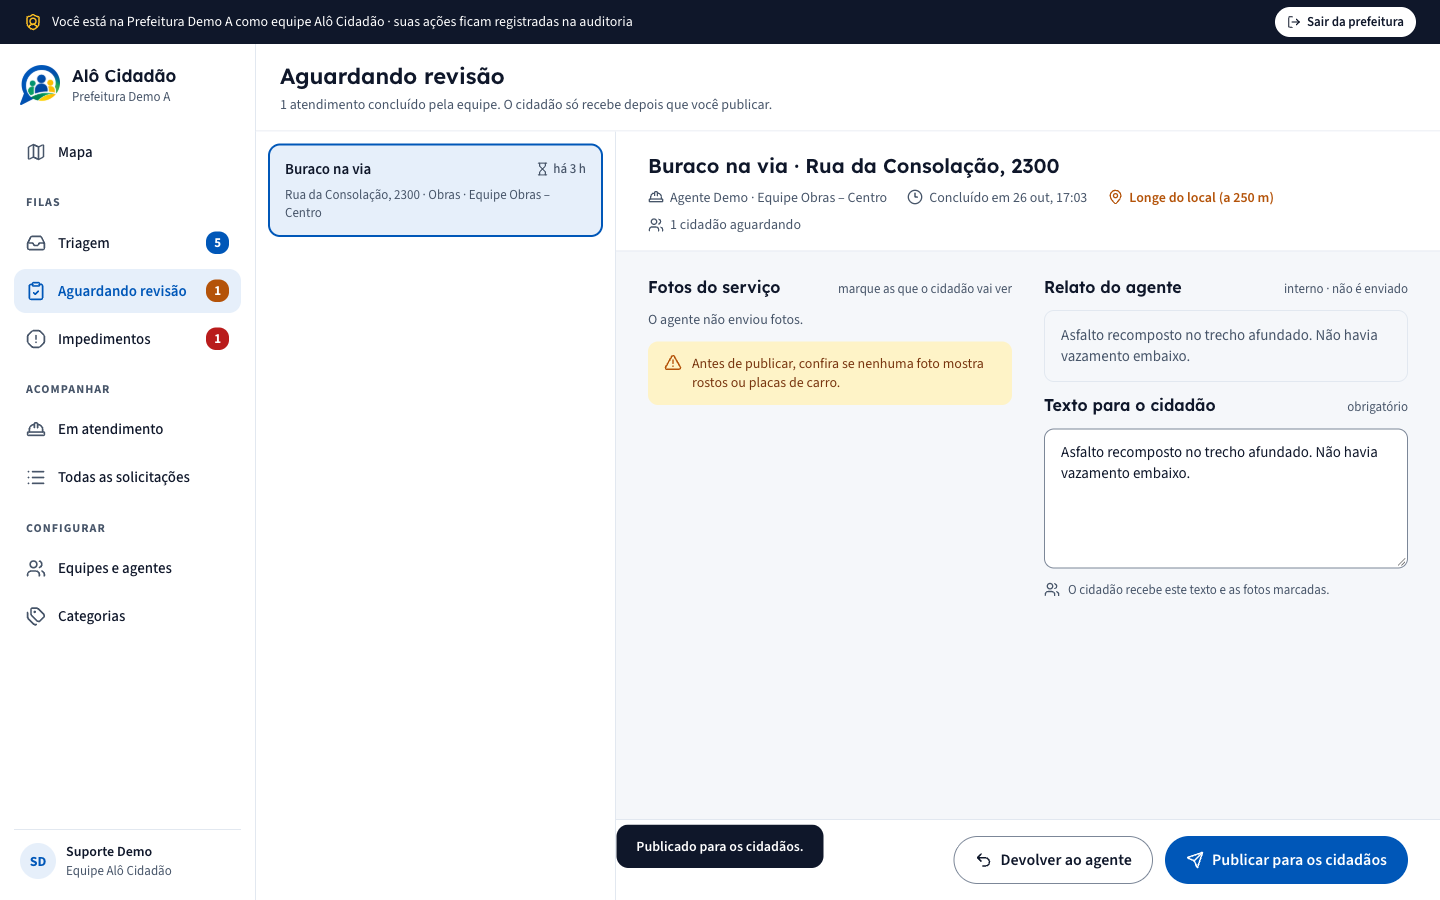 Você está na Prefeitura Demo A como equipe Alô Cidadão · suas ações ficam registradas na auditoria
Sair da prefeitura
Alô Cidadão
Prefeitura Demo A
Mapa
FILAS
Triagem
5
Aguardando revisão
1
Impedimentos
1
ACOMPANHAR
Em atendimento
Todas as solicitações
CONFIGURAR
Equipes e agentes
Categorias
SD
Suporte Demo
Equipe Alô Cidadão
Aguardando revisão
1 atendimento concluído pela equipe. O cidadão só recebe depois que você publicar.
Buraco na via
há 3 h
Rua da Consolação, 2300 · Obras · Equipe Obras –
Centro
Buraco na via · Rua da Consolação, 2300
Agente Demo · Equipe Obras – Centro
Concluído em 26 out, 17:03
Longe do local (a 250 m)
1 cidadão aguardando
Fotos do serviço
marque as que o cidadão vai ver
O agente não enviou fotos.
Antes de publicar, confira se nenhuma foto mostra
rostos ou placas de carro.
Relato do agente
interno · não é enviado
Asfalto recomposto no trecho afundado. Não havia
vazamento embaixo.
Texto para o cidadão
obrigatório
Asfalto recomposto no trecho afundado. Não havia
vazamento embaixo.
O cidadão recebe este texto e as fotos marcadas.
Publicado para os cidadãos.
Devolver ao agente
Publicar para os cidadãos